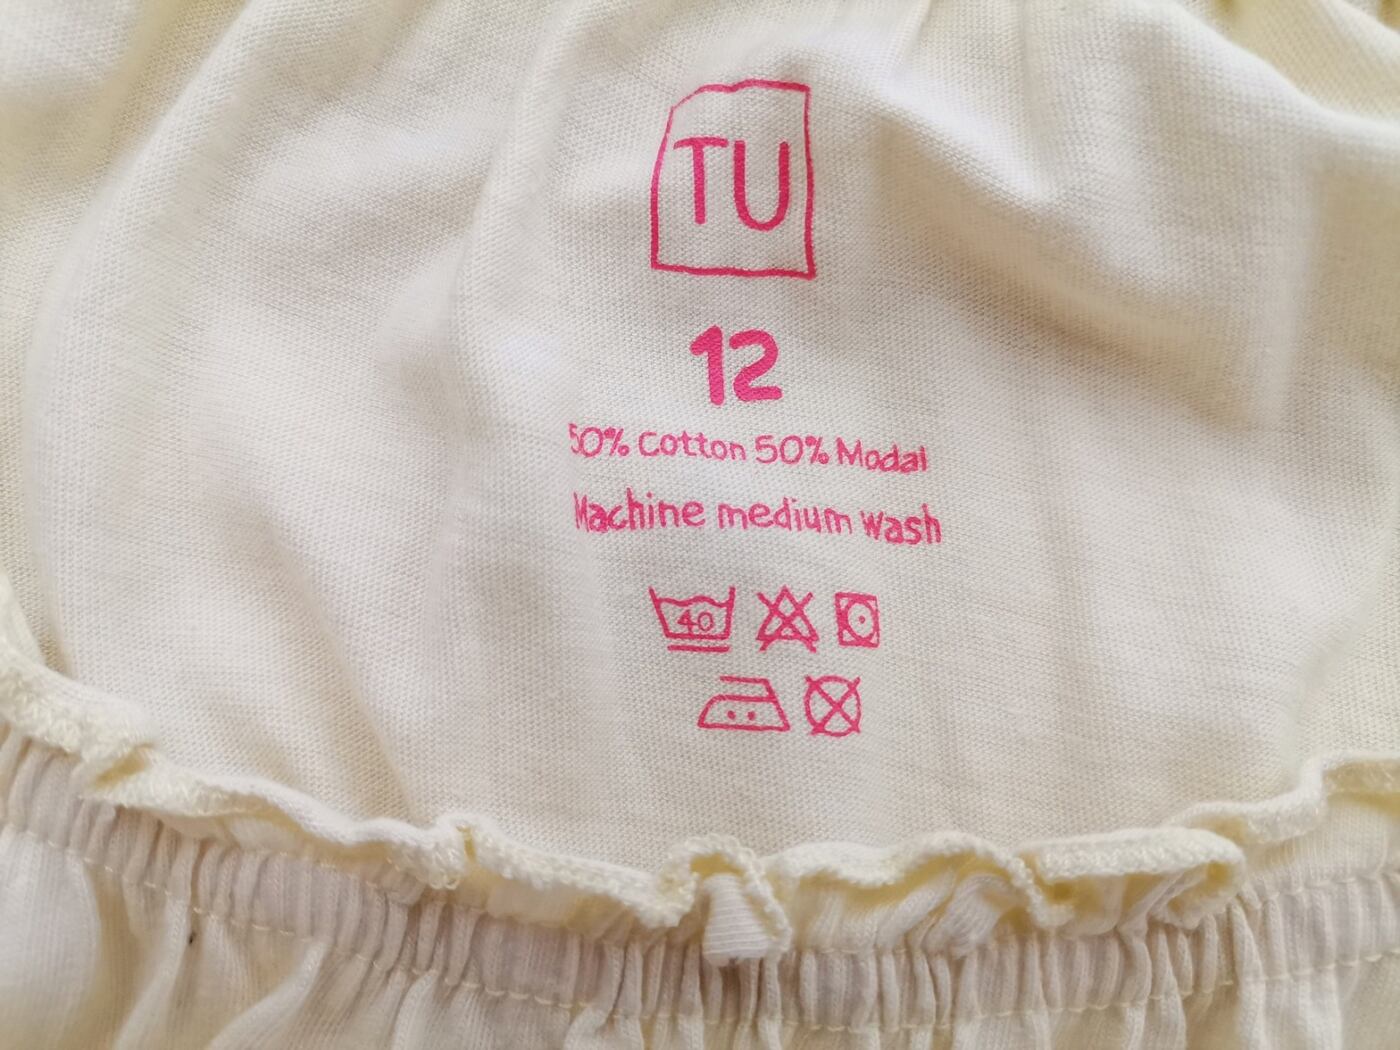 TU
12
50% Cotton 50% Modal
Machine medium wash
40